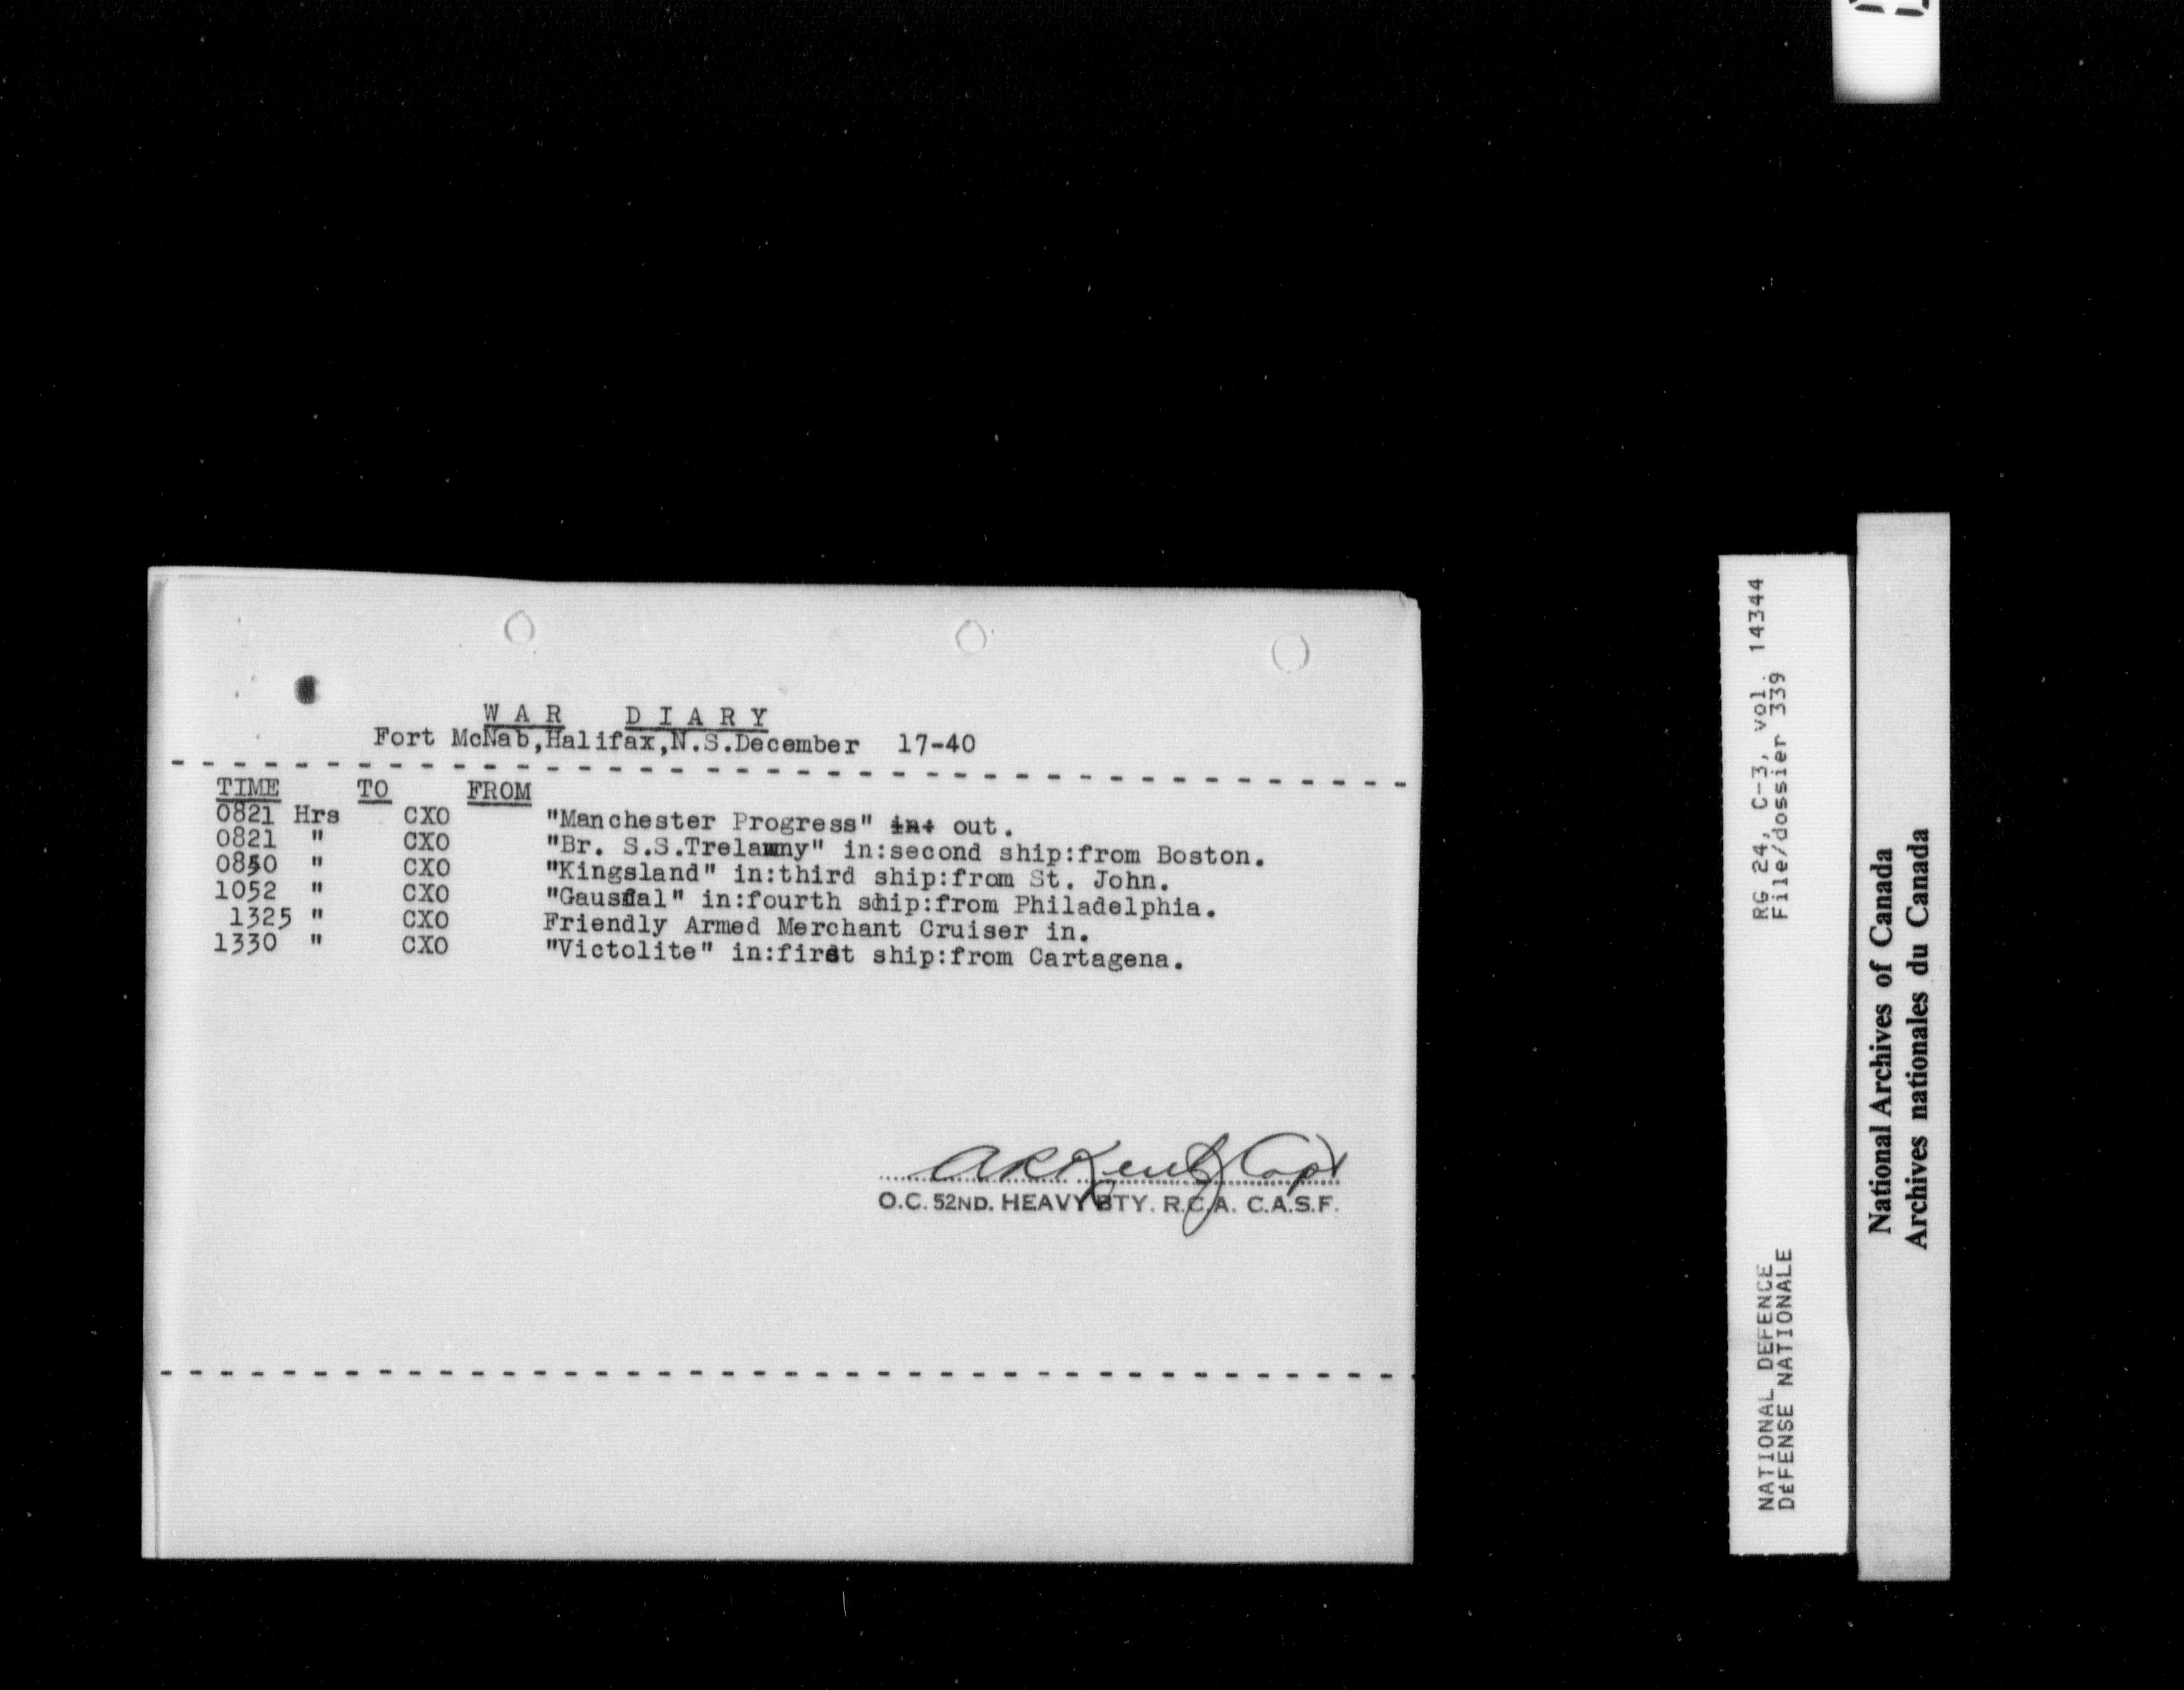 W A R   D I A R Y
Fort McNab,Halifax,N.S.December 17-40
TIME TO FROM
0821 Hrs CXO "Manchester Progress" in: out.
0821 " CXO "Br. S.S.Trelawny" in:second ship:from Boston.
0850 " CXO "Kingsland" in:third ship:from St. John.
1052 " CXO in:fourth ship:from Philadelphia.
1325 " CXO Friendly Armed Merchant Cruiser in.
1330 " CXO "Victolite" in:first ship:from Cartagena.
Capt
O.C. 52ND. HEAVY BTY. R.C.A. C.A.S.F.
RG 24, C-3, vol. 14344
File/dossier 339
NATIONAL DEFENCE
DÉFENSE NATIONALE
National Archives of Canada
Archives nationales du Canada